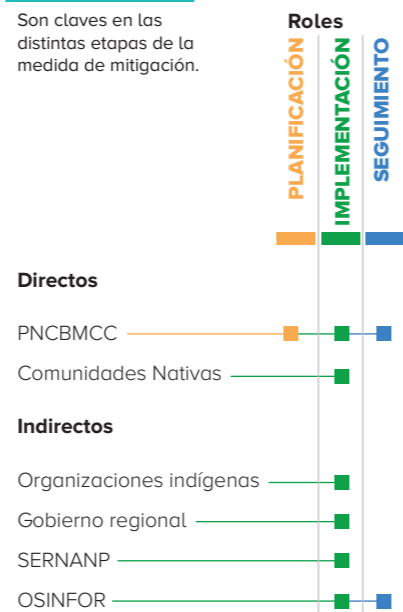 Son claves en las
distintas etapas de la
medida de mitigación.
Roles
PLANIFICACIÓN
IMPLEMENTACIÓN
SEGUIMIENTO
Directos
PNCBMCC
Comunidades Nativas
Indirectos
Organizaciones indígenas
Gobierno regional
SERNANP
OSINFOR